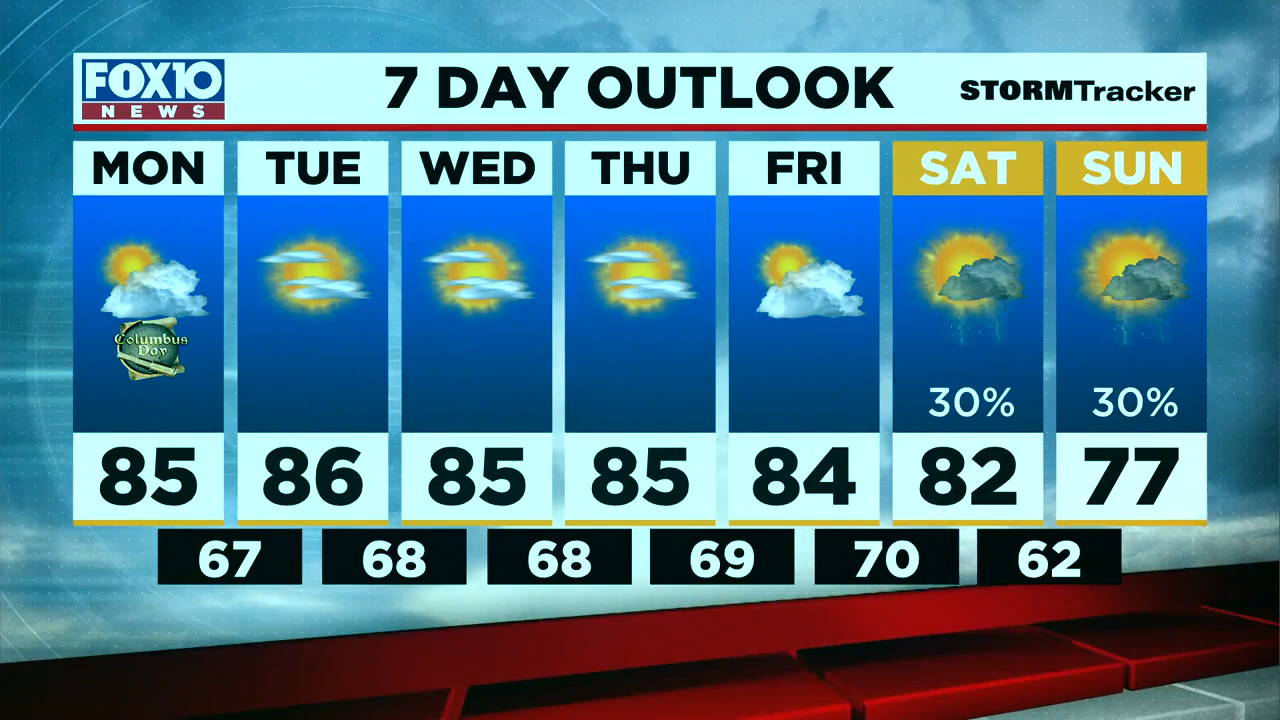 FOX10
NEWS
7 DAY OUTLOOK
STORMTracker
MON TUE WED THU FRI SAT SUN
Columbus
Day
30% 30%
85 86 85 85 84 82 77
67 68 68 69 70 62